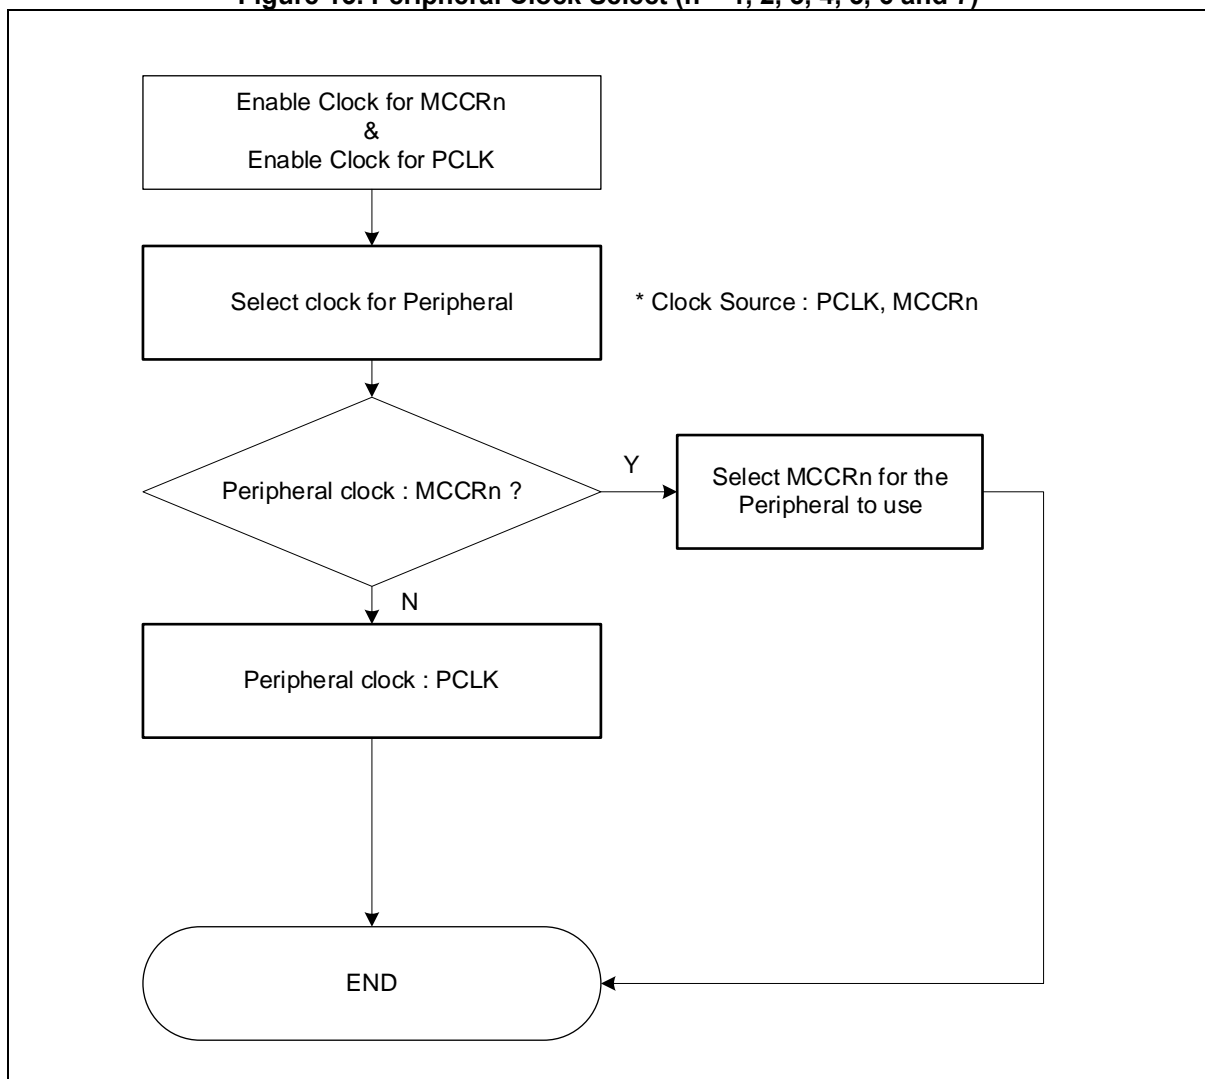 Enable Clock for MCCRn
&
Enable Clock for PCLK
Select clock for Peripheral
* Clock Source : PCLK, MCCRn
Peripheral clock : MCCRn ?
Y
Select MCCRn for the
Peripheral to use
N
Peripheral clock : PCLK
END